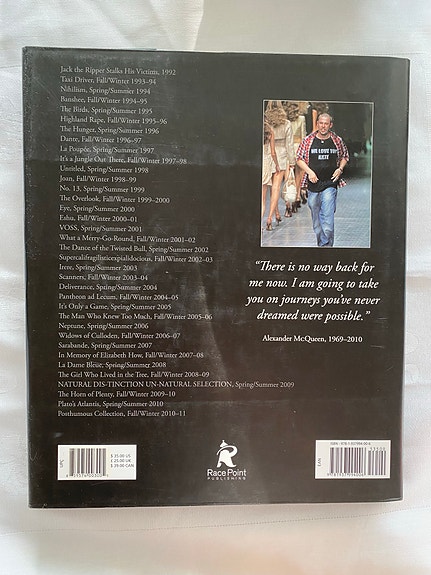 Jack the Ripper Stalks His Victims, 1992
Taxi Driver, Fall/Winter 1993–94
Nihilism, Spring/Summer 1994
Banshee, Fall/Winter 1994–95
The Birds, Spring/Summer 1995
Highland Rape, Fall/Winter 1995–96
The Hunger, Spring/Summer 1996
Dante, Fall/Winter 1996–97
La Poupée, Spring/Summer 1997
It's a Jungle Out There, Fall/Winter 1997–98
Untitled, Spring/Summer 1998
Joan, Fall/Winter 1998–99
No. 13, Spring/Summer 1999
The Overlook, Fall/Winter 1999–2000
Eye, Spring/Summer 2000
Eshu, Fall/Winter 2000–01
VOSS, Spring/Summer 2001
What a Merry-Go-Round, Fall/Winter 2001–02
The Dance of the Twisted Bull, Spring/Summer 2002
Supercalifragilisticexpialidocious, Fall/Winter 2002–03
Irere, Spring/Summer 2003
Scanners, Fall/Winter 2003–04
Deliverance, Spring/Summer 2004
Pantheon ad Lecum, Fall/Winter 2004–05
It's Only a Game, Spring/Summer 2005
The Man Who Knew Too Much, Fall/Winter 2005–06
Neptune, Spring/Summer 2006
Widows of Culloden, Fall/Winter 2006–07
Sarabande, Spring/Summer 2007
In Memory of Elizabeth How, Fall/Winter 2007–08
La Dame Bleue, Spring/Summer 2008
The Girl Who Lived in the Tree, Fall/Winter 2008–09
NATURAL DIS-TINCTION UN-NATURAL SELECTION, Spring/Summer 2009
The Horn of Plenty, Fall/Winter 2009–10
Plato's Atlantis, Spring/Summer 2010
Posthumous Collection, Fall/Winter 2010–11
WE LOVE YOU
KATE
"There is no way back for
me now. I am going to take
you on journeys you've never
dreamed were possible."
Alexander McQueen, 1969–2010
UPC
$ 35.00 US
£ 25.00 UK
$ 39.00 CAN
Race Point
PUBLISHING
EAN